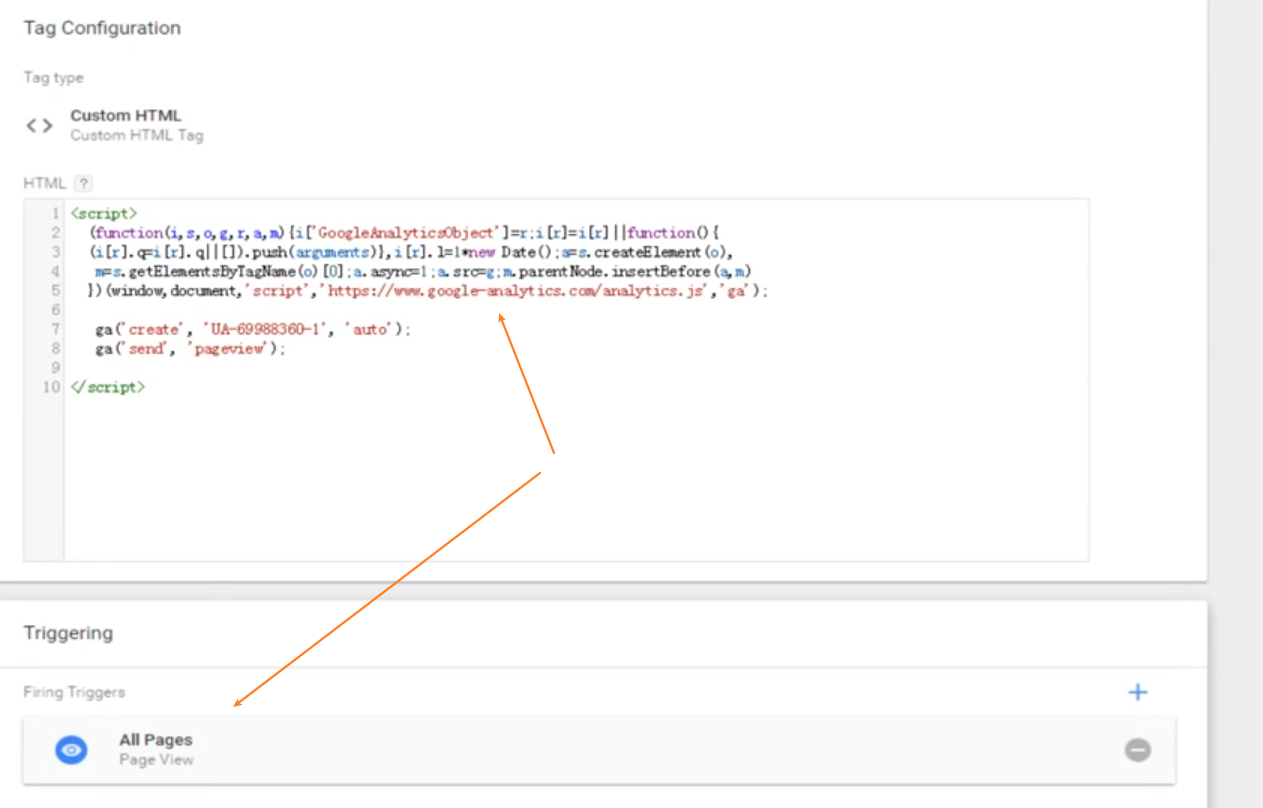 Tag Configuration
Tag type
Custom HTML
Custom HTML Tag
HTML ?
1 <script>
2 (function(i,s,o,g,r,a,m){i['GoogleAnalyticsObject']=r;i[r]=i[r]||function(){
3 (i[r].q=i[r].q||[]).push(arguments)},i[r].l=1*new Date();a=s.createElement(o),
4 m=s.getElementsByTagName(o)[0];a.async=1;a.src=g;m.parentNode.insertBefore(a,m)
5 })(window,document,'script','https://www.google-analytics.com/analytics.js','ga');
6
7 ga('create', 'UA-69988360-1', 'auto');
8 ga('send', 'pageview');
9
10 </script>
Triggering
Firing Triggers
All Pages
Page View